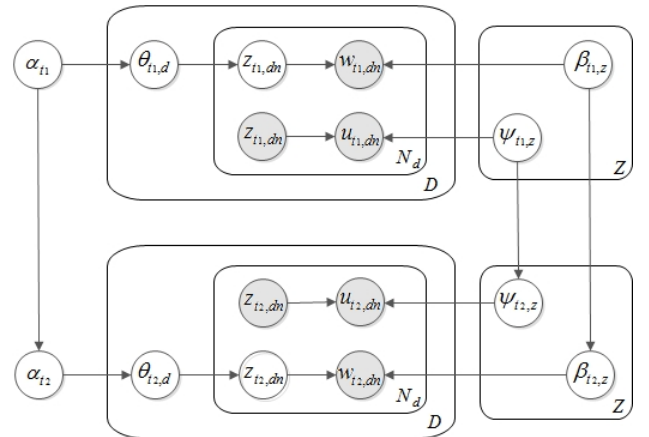 α_{t1} θ_{t1,d} z_{t1,dn} w_{t1,dn} β_{t1,z}
z_{t1,dn} u_{t1,dn} ψ_{t1,z}
N_d
D Z
z_{t2,dn} u_{t2,dn} ψ_{t2,z}
α_{t2} θ_{t2,d} z_{t2,dn} w_{t2,dn} β_{t2,z}
N_d
D Z